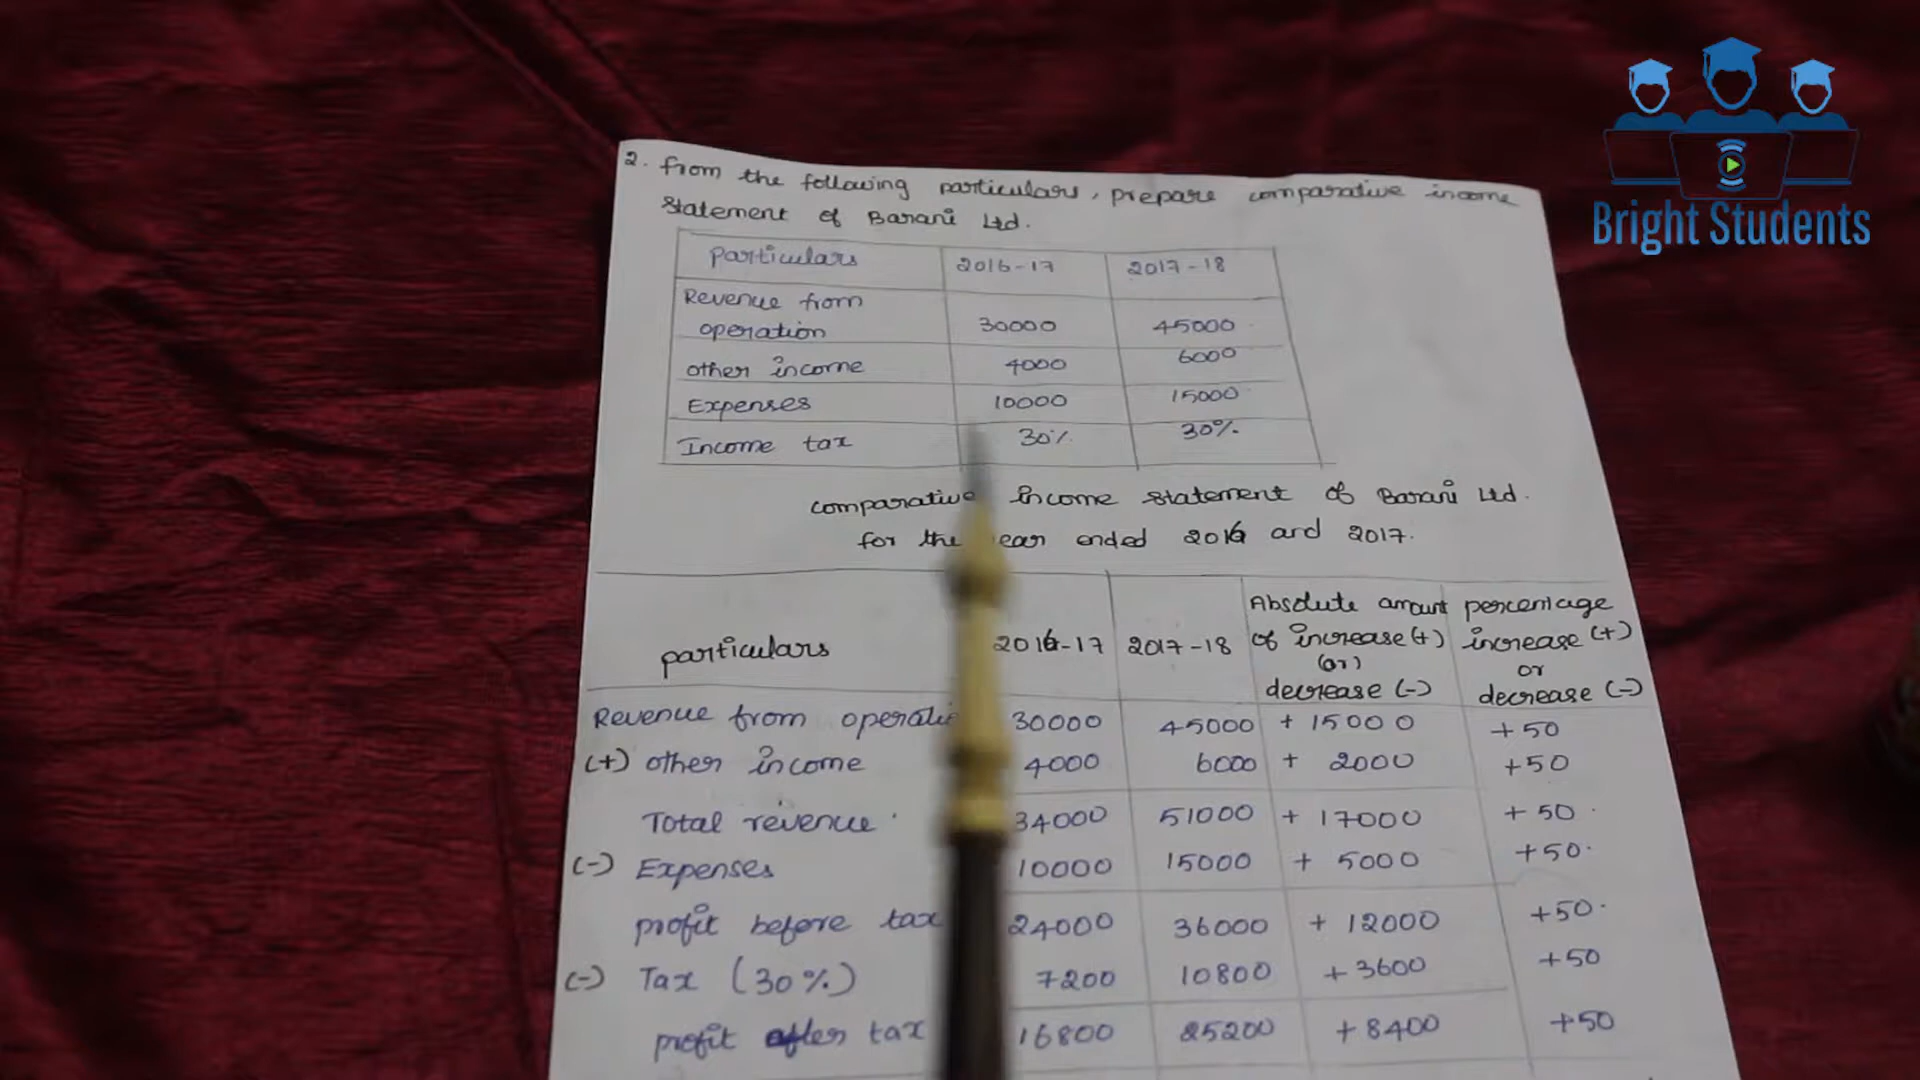 Bright Students
2. From the following particulars, prepare comparative income
Statement of Barani Ltd.
Particulars 2016-17 2017-18
Revenue from
operation 30000 45000
other income 4000 6000
Expenses 10000 15000
Income tax 30% 30%
comparative income statement of Barani Ltd.
for the year ended 2016 and 2017.
Absolute amount percentage
particulars 2016-17 2017-18 of increase (+) increase (+)
(or) or
decrease (-) decrease (-)
Revenue from 30000 45000 + 15000 +50
(+) other income 4000 6000 + 2000 +50
Total revenue 34000 51000 + 17000 +50
(-) Expenses 10000 15000 + 5000 +50
profit before tax 24000 36000 + 12000 +50
(-) Tax (30%) 7200 10800 +3600 +50
profit after tax 16800 25200 +8400 +50